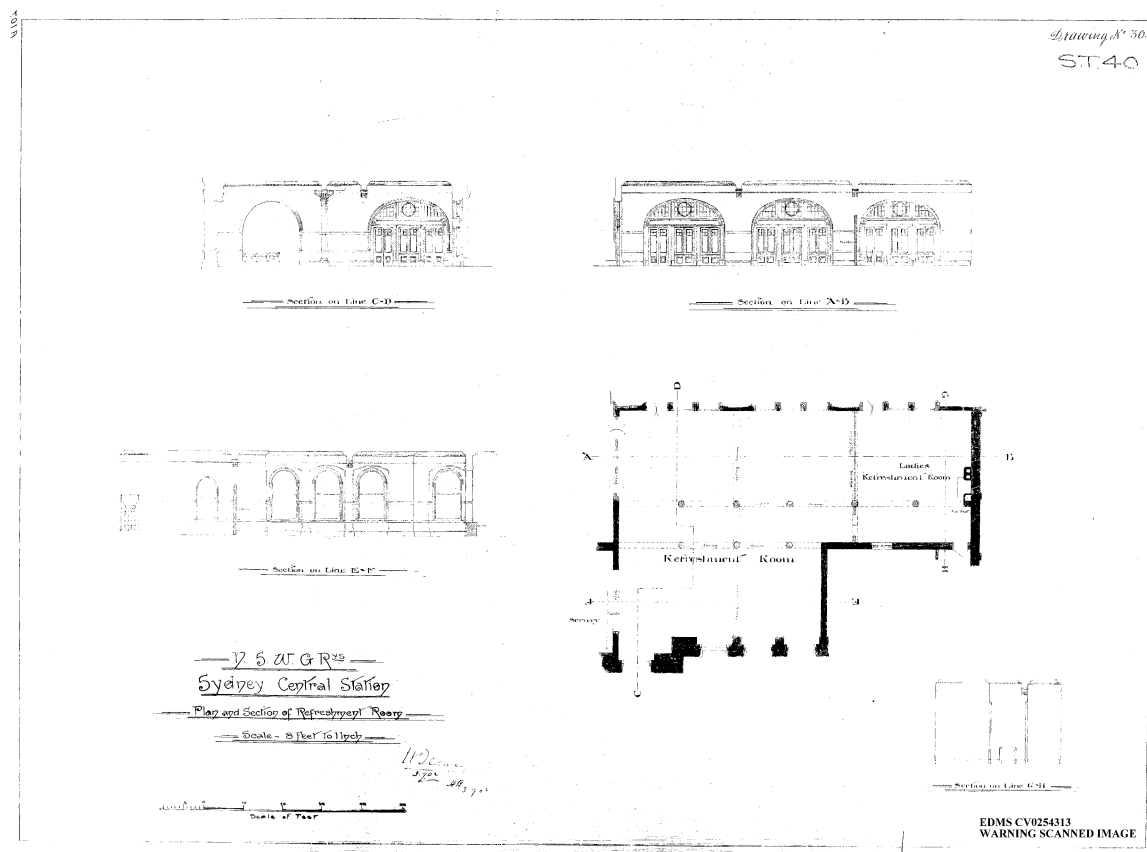 Drawing No 30.
S.T.40
Section on Line C-D
Section on Line A-B
D
G
A
B
Ladies
Refreshment Room
Refreshment Room
H
F
E
Service
C
Section on Line E-F
N S. W. G Rys
Sydney Central Station
Plan and Section of Refreshment Room
Scale - 8 Feet To 1 Inch
Scale of Feet
Section on Line G-H
EDMS CV0254313
WARNING SCANNED IMAGE